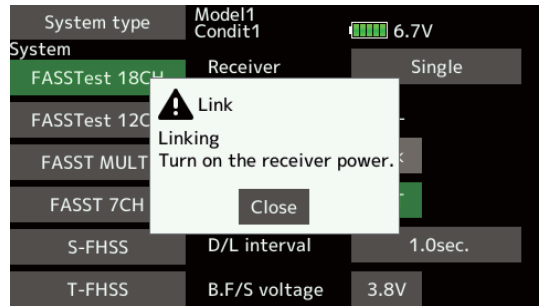 System type
Model1
Condit1
6.7V
System
FASSTest 18CH
Receiver
Single
FASSTest 12C
FASST MULT
FASST 7CH
S-FHSS
T-FHSS
Link
Linking
Turn on the receiver power.
Close
D/L interval
1.0sec.
B.F/S voltage
3.8V